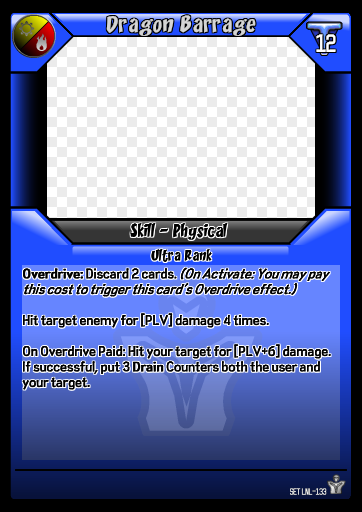 Dragon Barrage
12
Skill - Physical
Ultra Rank
Overdrive: Discard 2 cards. (On Activate: You may pay
this cost to trigger this card's Overdrive effect.)
Hit target enemy for [PLV] damage 4 times.
On Overdrive Paid: Hit your target for [PLV+6] damage.
If successful, put 3 Drain Counters both the user and
your target.
SET LNL-133